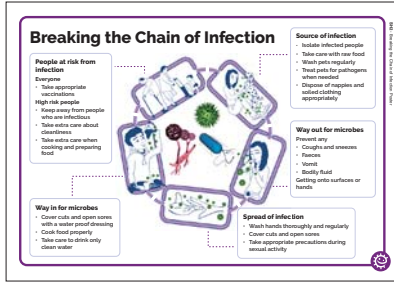 Breaking the Chain of Infection
People at risk from
infection
Everyone
• Take appropriate
vaccinations
High risk people
• Keep away from people
who are infectious
• Take extra care about
cleanliness
• Take extra care when
cooking and preparing
food
Source of infection
• Isolate infected people
• Take care with raw food
• Wash pets regularly
• Treat pets for pathogens
when needed
• Dispose of nappies and
soiled clothing
appropriately
Way out for microbes
Prevent any
• Coughs and sneezes
• Faeces
• Vomit
• Bodily fluid
Getting onto surfaces or
hands
Way in for microbes
• Cover cuts and open sores
with a water proof dressing
• Cook food properly
• Take care to drink only
clean water
Spread of infection
• Wash hands thoroughly and regularly
• Cover cuts and open sores
• Take appropriate precautions during
sexual activity